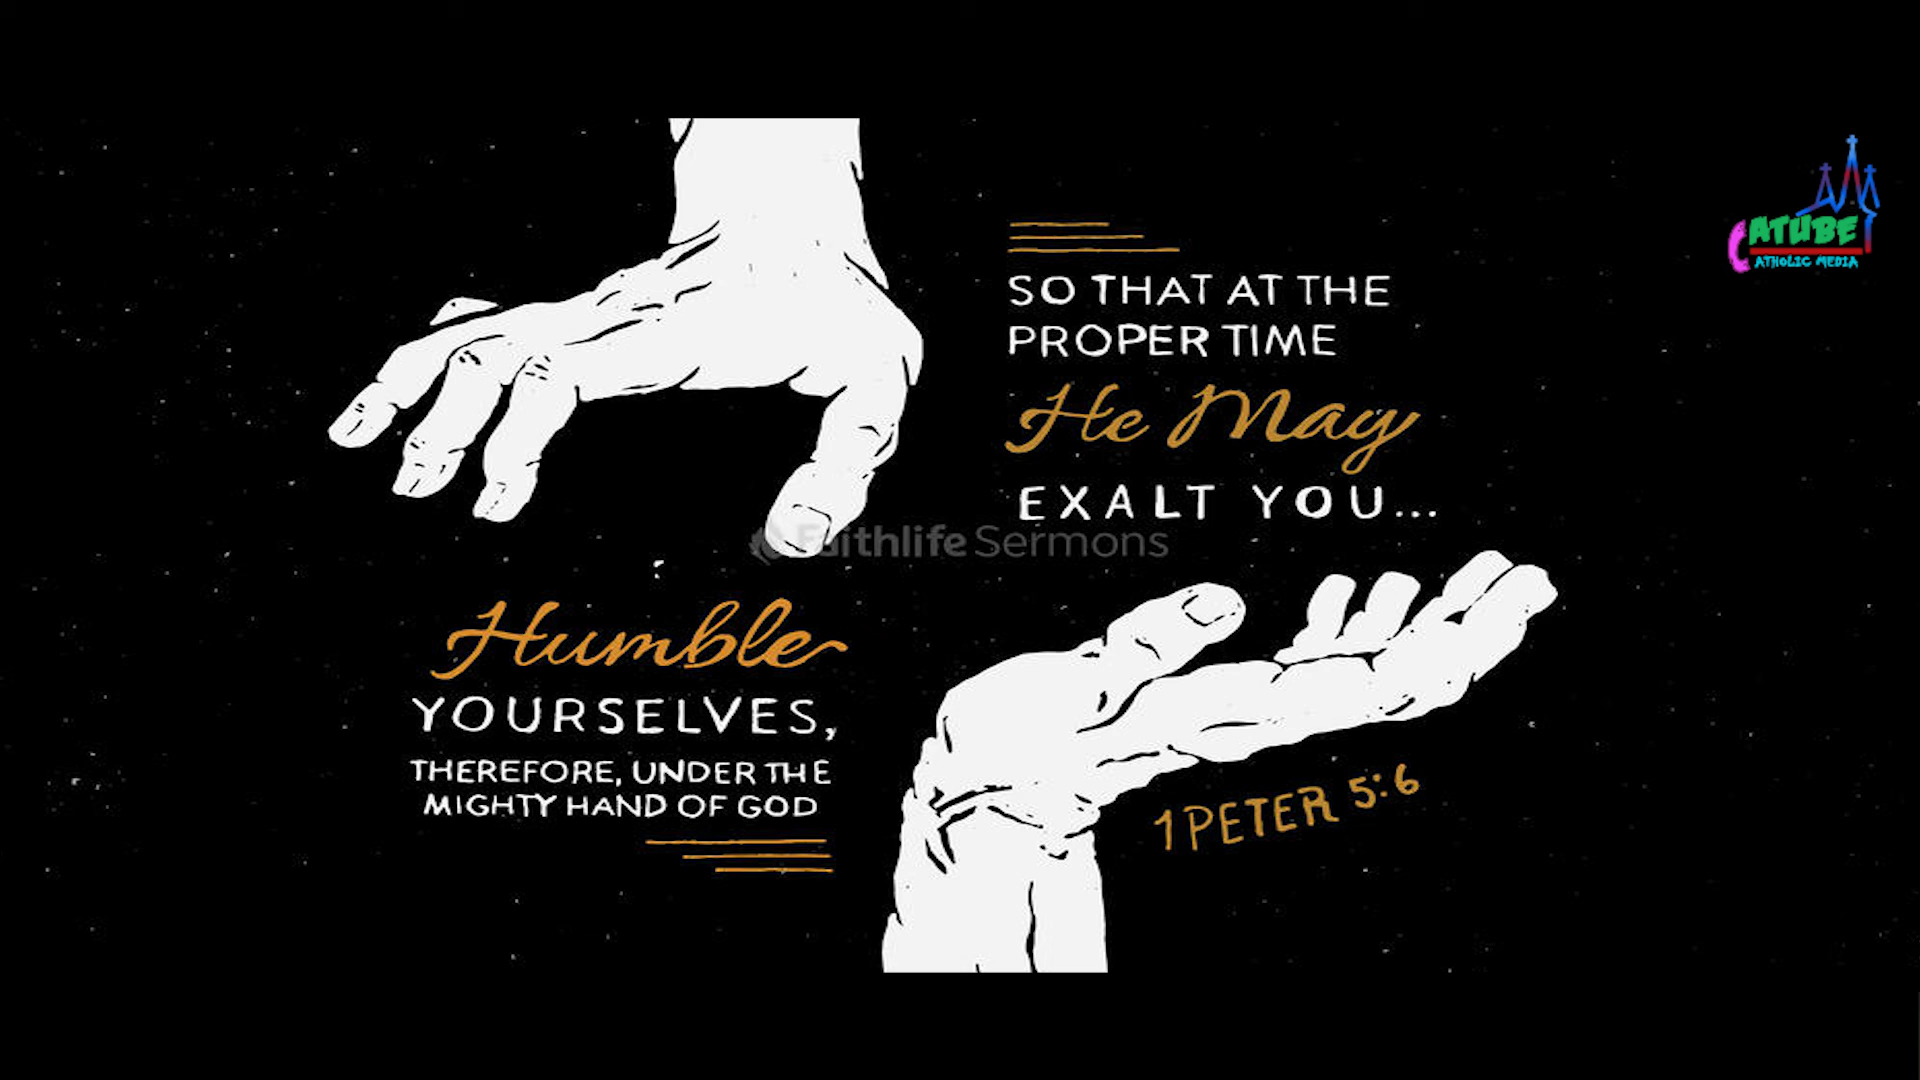 Humble
YOURSELVES,
THEREFORE, UNDER THE
MIGHTY HAND OF GOD
SO THAT AT THE
PROPER TIME
He May
EXALT YOU...
1 PETER 5:6
Faithlife Sermons
CATUBE
CATHOLIC MEDIA